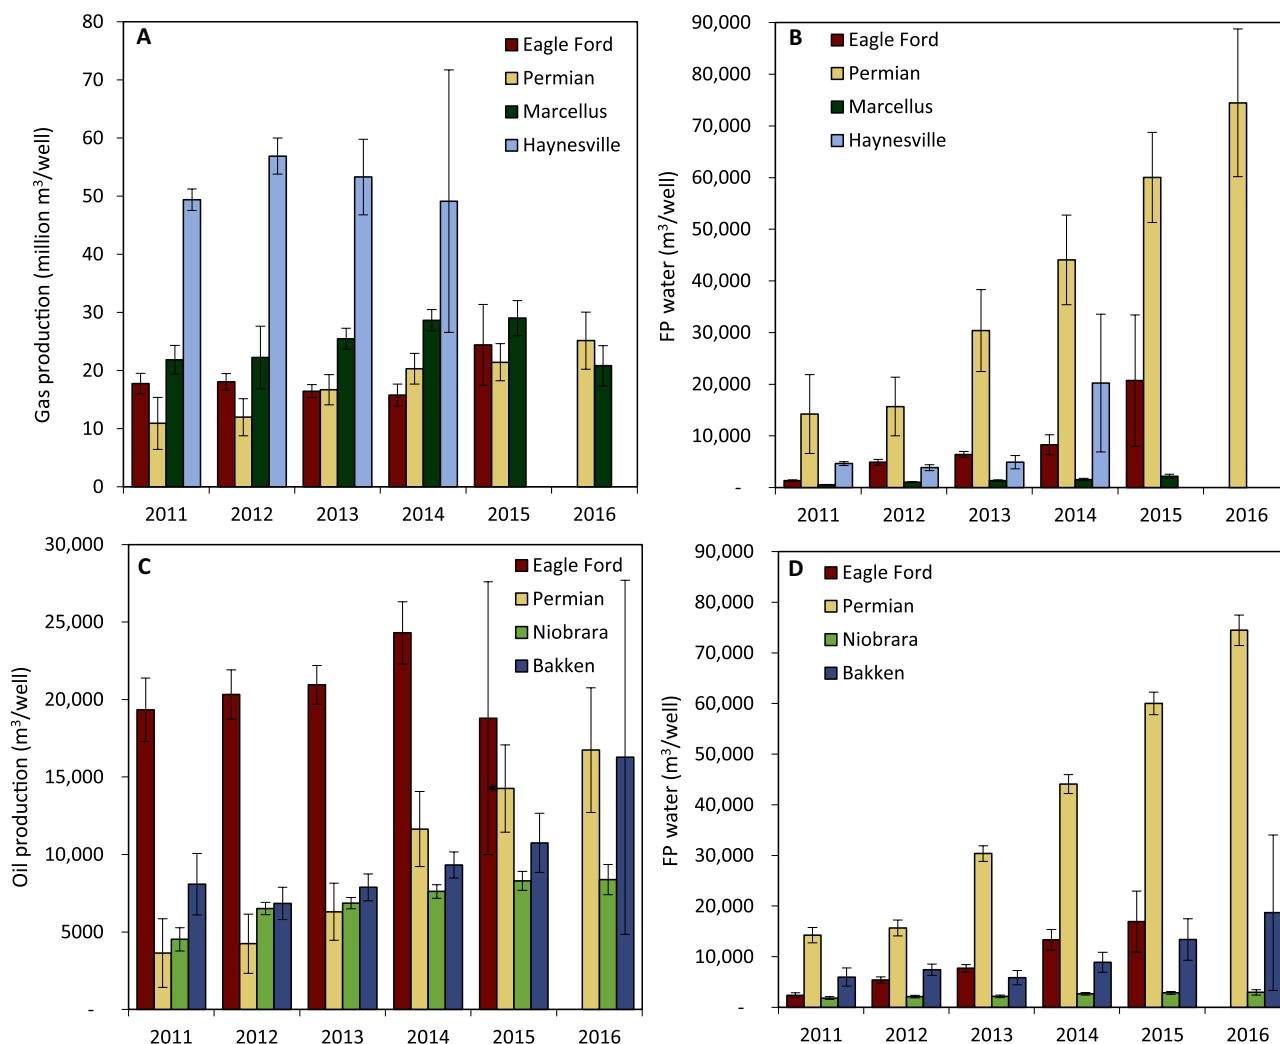 A
Gas production (million m³/well)
80
70
60
50
40
30
20
10
0
Eagle Ford
Permian
Marcellus
Haynesville
2011 2012 2013 2014 2015 2016
B
FP water (m³/well)
90,000
80,000
70,000
60,000
50,000
40,000
30,000
20,000
10,000
-
Eagle Ford
Permian
Marcellus
Haynesville
2011 2012 2013 2014 2015 2016
C
Oil production (m³/well)
30,000
25,000
20,000
15,000
10,000
5000
-
Eagle Ford
Permian
Niobrara
Bakken
*
2011 2012 2013 2014 2015 2016
D
FP water (m³/well)
90,000
80,000
70,000
60,000
50,000
40,000
30,000
20,000
10,000
-
Eagle Ford
Permian
Niobrara
Bakken
2011 2012 2013 2014 2015 2016